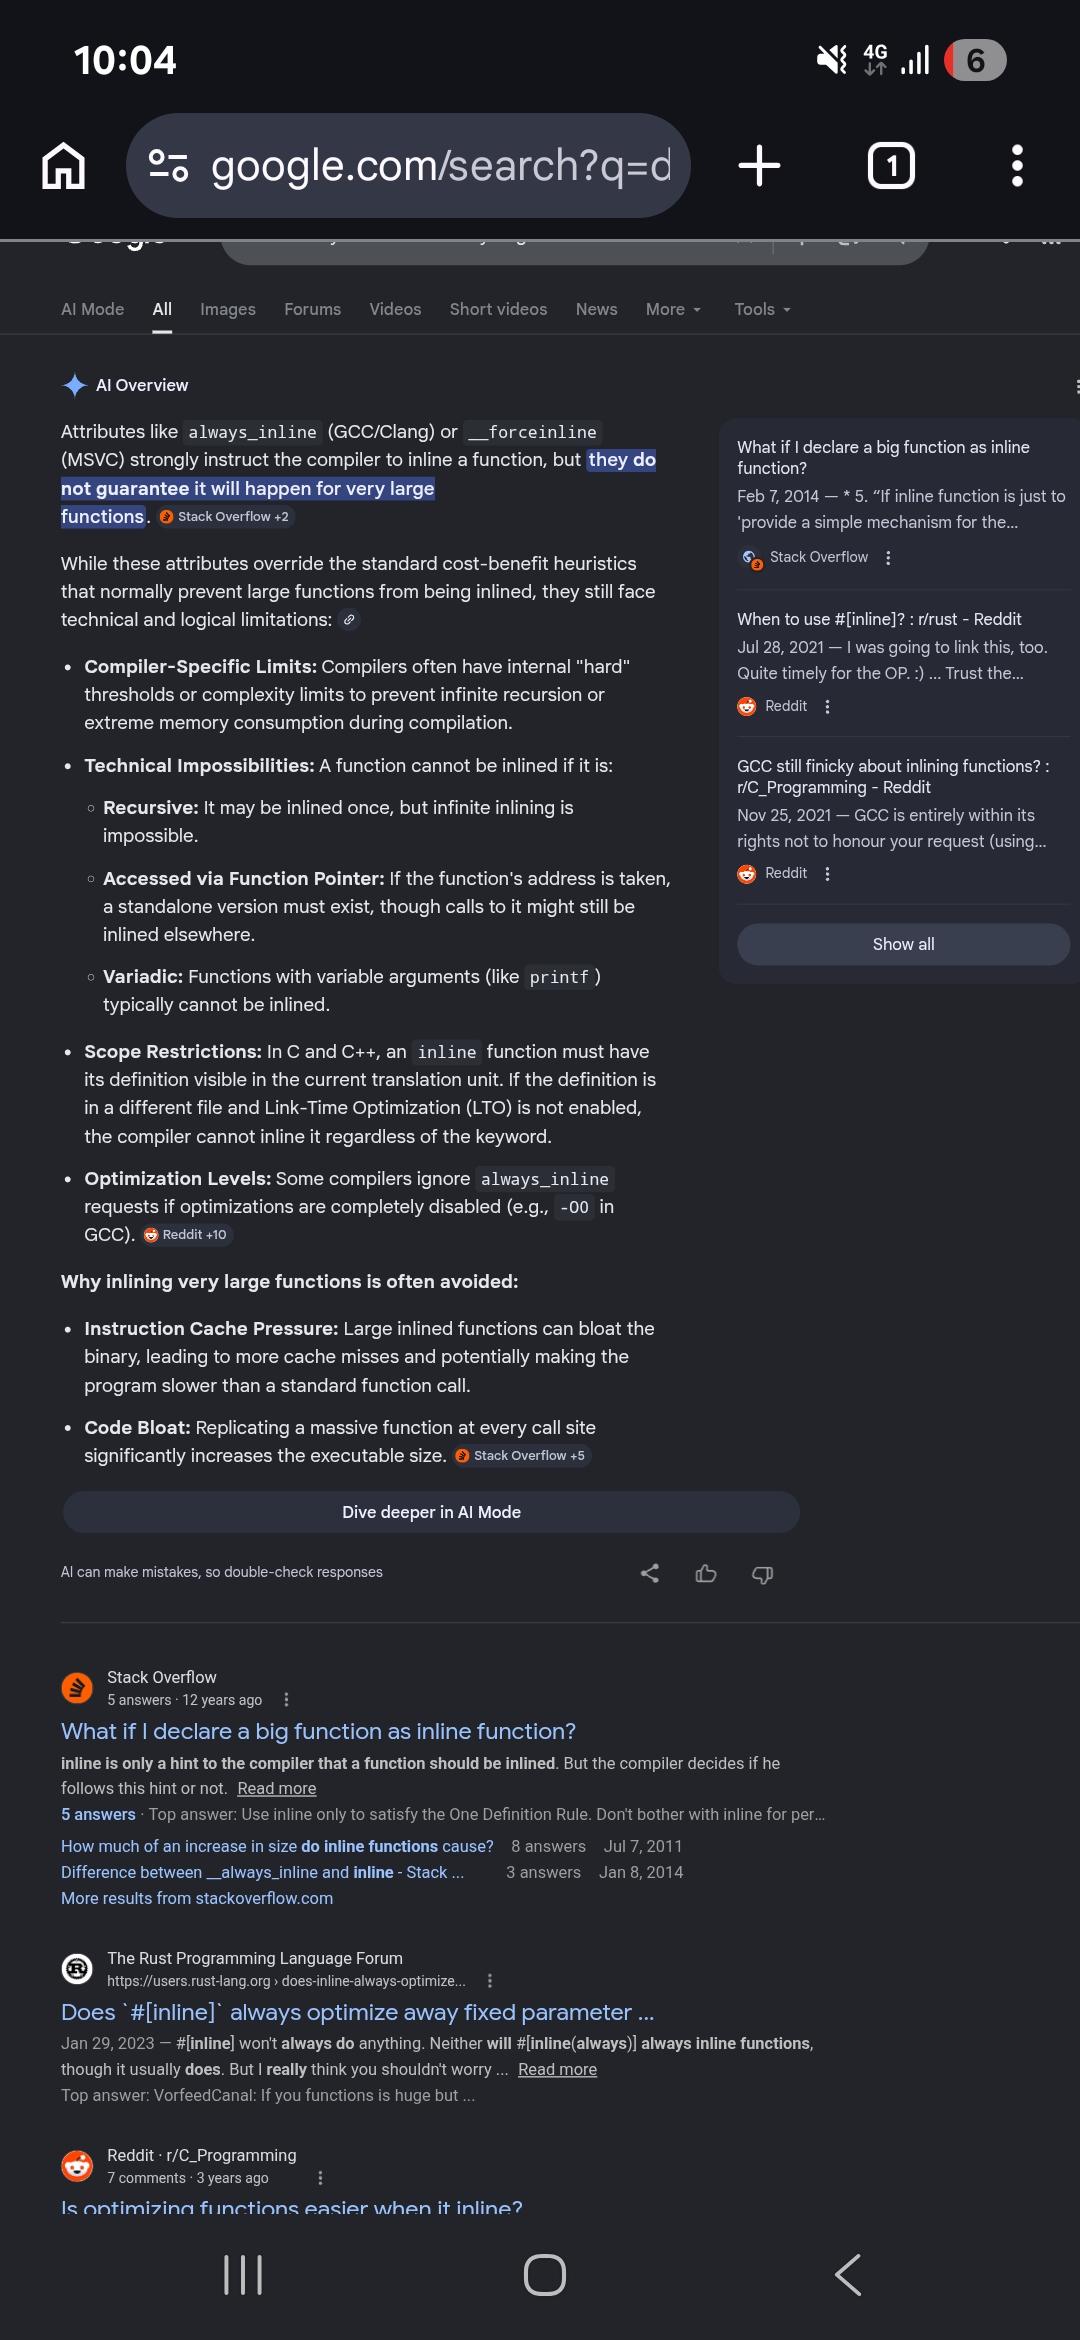 10:04
4G
6
google.com/search?q=d
1
AI Mode
All
Images
Forums
Videos
Short videos
News
More
Tools
AI Overview
Attributes like always_inline (GCC/Clang) or __forceinline
(MSVC) strongly instruct the compiler to inline a function, but they do
not guarantee it will happen for very large
functions. Stack Overflow +2
While these attributes override the standard cost-benefit heuristics
that normally prevent large functions from being inlined, they still face
technical and logical limitations:
• Compiler-Specific Limits: Compilers often have internal "hard"
thresholds or complexity limits to prevent infinite recursion or
extreme memory consumption during compilation.
• Technical Impossibilities: A function cannot be inlined if it is:
○ Recursive: It may be inlined once, but infinite inlining is
impossible.
○ Accessed via Function Pointer: If the function's address is taken,
a standalone version must exist, though calls to it might still be
inlined elsewhere.
○ Variadic: Functions with variable arguments (like printf)
typically cannot be inlined.
• Scope Restrictions: In C and C++, an inline function must have
its definition visible in the current translation unit. If the definition is
in a different file and Link-Time Optimization (LTO) is not enabled,
the compiler cannot inline it regardless of the keyword.
• Optimization Levels: Some compilers ignore always_inline
requests if optimizations are completely disabled (e.g., -O0 in
GCC). Reddit +10
Why inlining very large functions is often avoided:
• Instruction Cache Pressure: Large inlined functions can bloat the
binary, leading to more cache misses and potentially making the
program slower than a standard function call.
• Code Bloat: Replicating a massive function at every call site
significantly increases the executable size. Stack Overflow +5
What if I declare a big function as inline
function?
Feb 7, 2014 — * 5. “If inline function is just to
'provide a simple mechanism for the...
Stack Overflow
When to use #[inline]? : r/rust - Reddit
Jul 28, 2021 — I was going to link this, too.
Quite timely for the OP. :) ... Trust the...
Reddit
GCC still finicky about inlining functions? :
r/C_Programming - Reddit
Nov 25, 2021 — GCC is entirely within its
rights not to honour your request (using...
Reddit
Show all
Dive deeper in AI Mode
AI can make mistakes, so double-check responses
Stack Overflow
5 answers · 12 years ago
What if I declare a big function as inline function?
inline is only a hint to the compiler that a function should be inlined. But the compiler decides if he
follows this hint or not. Read more
5 answers · Top answer: Use inline only to satisfy the One Definition Rule. Don't bother with inline for per...
How much of an increase in size do inline functions cause? 8 answers Jul 7, 2011
Difference between __always_inline and inline - Stack ... 3 answers Jan 8, 2014
More results from stackoverflow.com
The Rust Programming Language Forum
https://users.rust-lang.org › does-inline-always-optimize...
Does `#[inline]` always optimize away fixed parameter ...
Jan 29, 2023 — #[inline] won't always do anything. Neither will #[inline(always)] always inline functions,
though it usually does. But I really think you shouldn't worry ... Read more
Top answer: VorfeedCanal: If you functions is huge but ...
Reddit · r/C_Programming
7 comments · 3 years ago
Is optimizing functions easier when it inline?